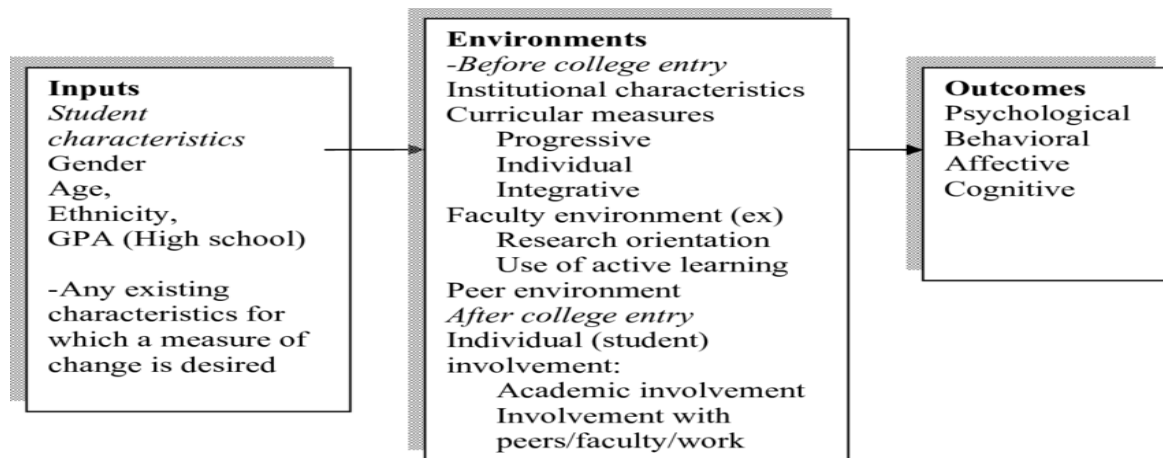 Inputs
Student
characteristics
Gender
Age,
Ethnicity,
GPA (High school)
-Any existing
characteristics for
which a measure of
change is desired
Environments
-Before college entry
Institutional characteristics
Curricular measures
Progressive
Individual
Integrative
Faculty environment (ex)
Research orientation
Use of active learning
Peer environment
After college entry
Individual (student)
involvement:
Academic involvement
Involvement with
peers/faculty/work
Outcomes
Psychological
Behavioral
Affective
Cognitive